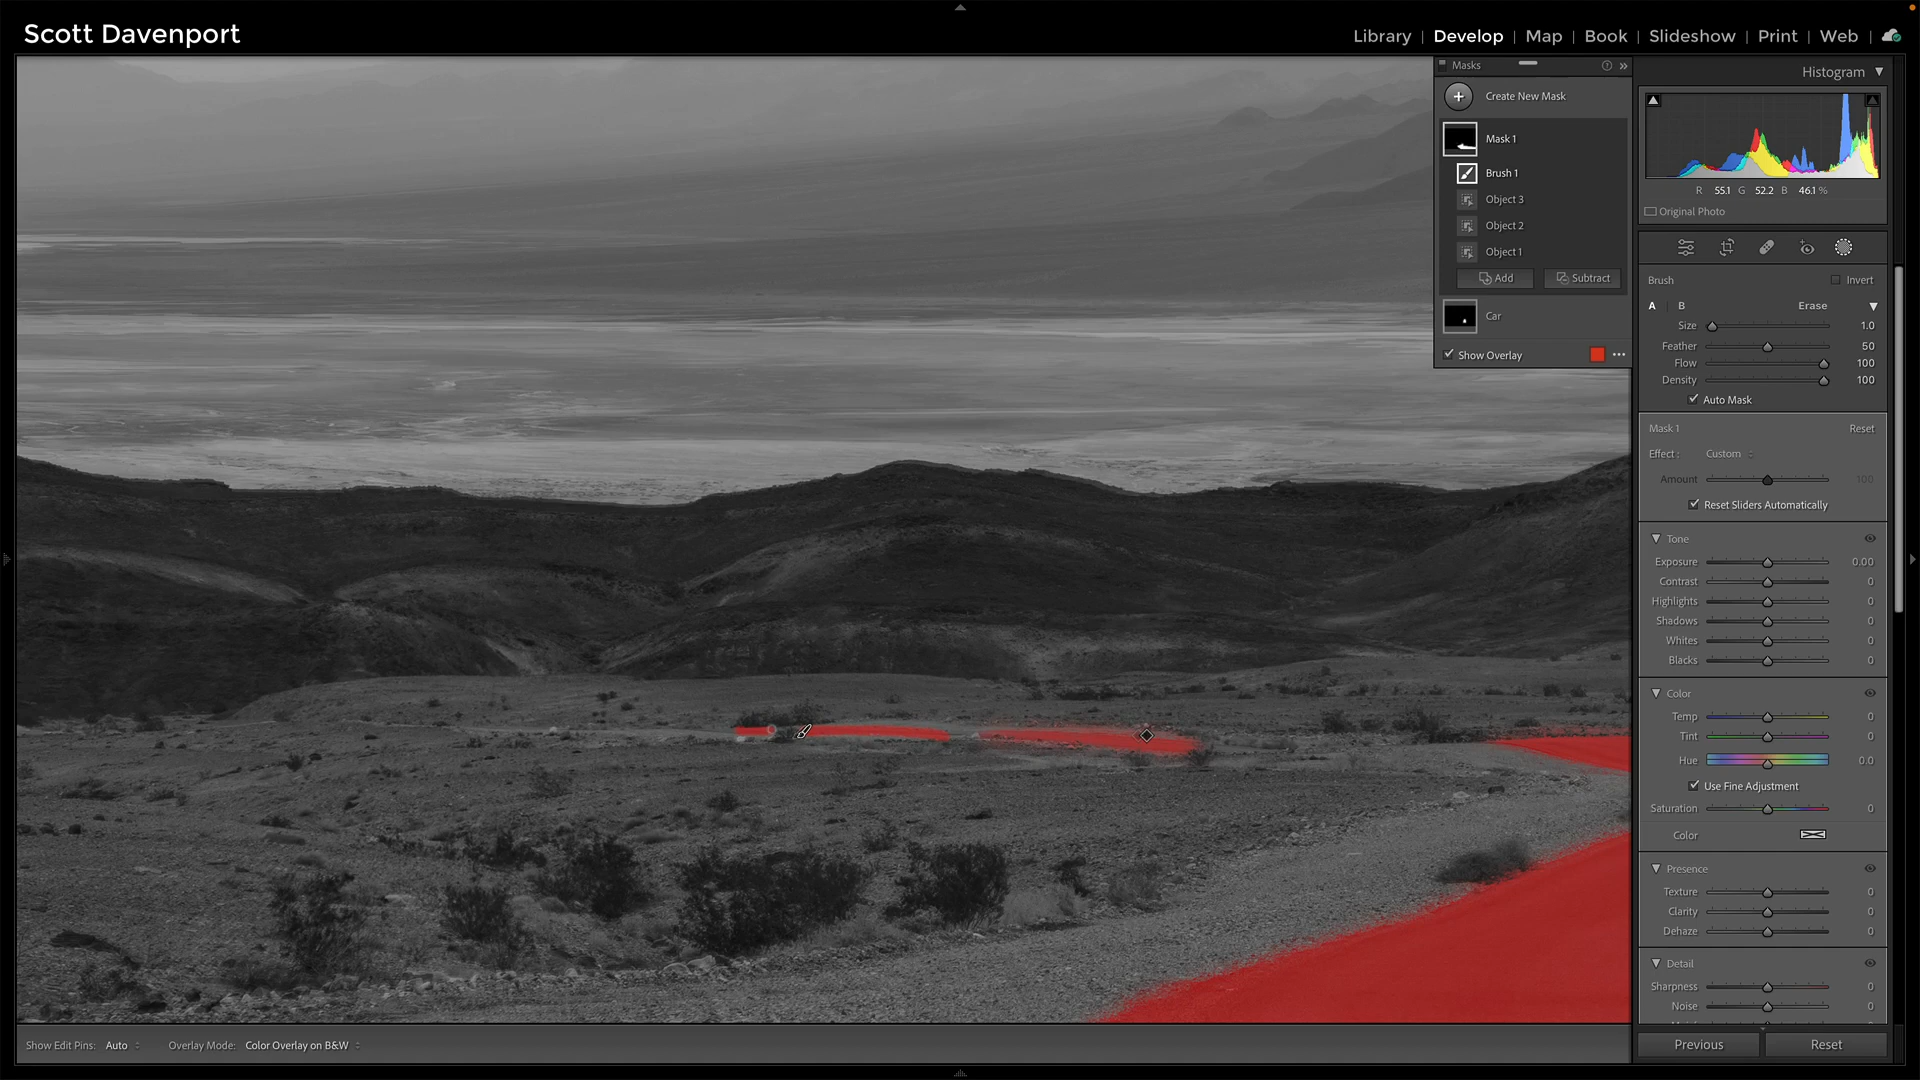 Scott Davenport
Library | Develop | Map | Book | Slideshow | Print | Web |
Masks
Create New Mask
Mask 1
Brush 1
Object 3
Object 2
Object 1
Add Subtract
Car
Show Overlay
Histogram
R 55.1 G 52.2 B 46.1 %
Original Photo
Brush Invert
A | B Erase
Size 1.0
Feather 50
Flow 100
Density 100
Auto Mask
Mask 1 Reset
Effect: Custom
Amount 100
Reset Sliders Automatically
Tone
Exposure 0.00
Contrast 0
Highlights 0
Shadows 0
Whites 0
Blacks 0
Color
Temp 0
Tint 0
Hue 0.0
Use Fine Adjustment
Saturation 0
Color
Presence
Texture 0
Clarity 0
Dehaze 0
Detail
Sharpness 0
Noise 0
Show Edit Pins: Auto Overlay Mode: Color Overlay on B&W
Previous Reset